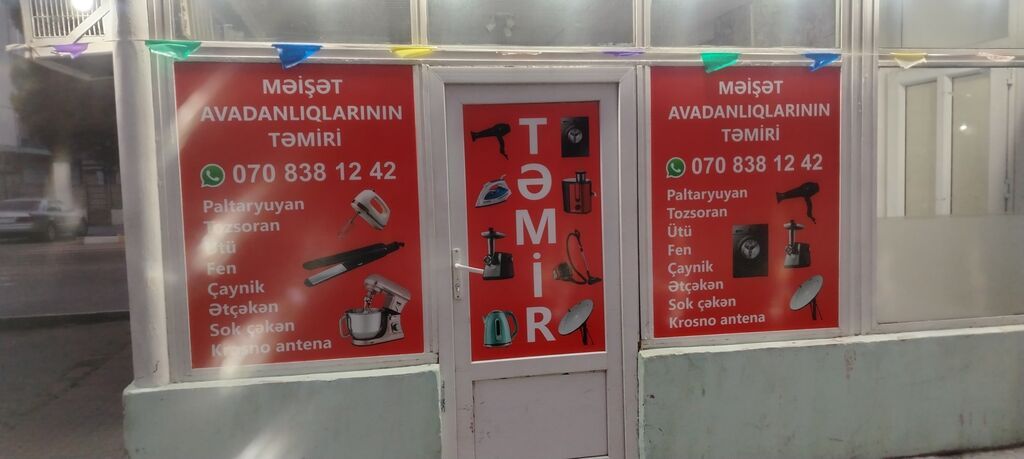 MƏİŞƏT
AVADANLIQLARININ
TƏMİRİ
070 838 12 42
Paltaryuyan
Tozsoran
Ütü
Fen
Çaynik
Ətçəkən
Sok çəkən
Krosno antena
TƏMİR
MƏİŞƏT
AVADANLIQLARININ
TƏMİRİ
070 838 12 42
Paltaryuyan
Tozsoran
Ütü
Fen
Çaynik
Ətçəkən
Sok çəkən
Krosno antena